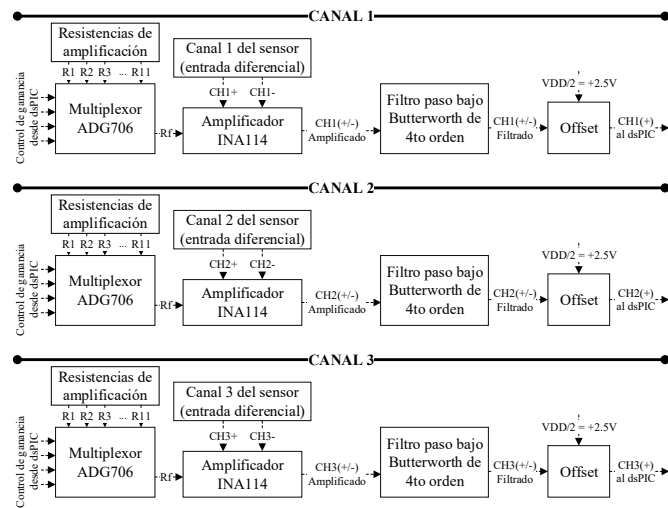 CANAL 1
Resistencias de
amplificación
Canal 1 del sensor
(entrada diferencial)
R1 R2 R3 ... R11
CH1+ CH1-
VDD/2 = +2.5V
Control de ganancia
desde dsPIC
Multiplexor
ADG706
Rf
Amplificador
INA114
CH1(+/-)
Amplificado
Filtro paso bajo
Butterworth de
4to orden
CH1(+/-)
Filtrado
Offset
CH1(+)
al dsPIC
CANAL 2
Resistencias de
amplificación
Canal 2 del sensor
(entrada diferencial)
R1 R2 R3 ... R11
CH2+ CH2-
VDD/2 = +2.5V
Control de ganancia
desde dsPIC
Multiplexor
ADG706
Rf
Amplificador
INA114
CH2(+/-)
Amplificado
Filtro paso bajo
Butterworth de
4to orden
CH2(+/-)
Filtrado
Offset
CH2(+)
al dsPIC
CANAL 3
Resistencias de
amplificación
Canal 3 del sensor
(entrada diferencial)
R1 R2 R3 ... R11
CH3+ CH3-
VDD/2 = +2.5V
Control de ganancia
desde dsPIC
Multiplexor
ADG706
Rf
Amplificador
INA114
CH3(+/-)
Amplificado
Filtro paso bajo
Butterworth de
4to orden
CH3(+/-)
Filtrado
Offset
CH3(+)
al dsPIC